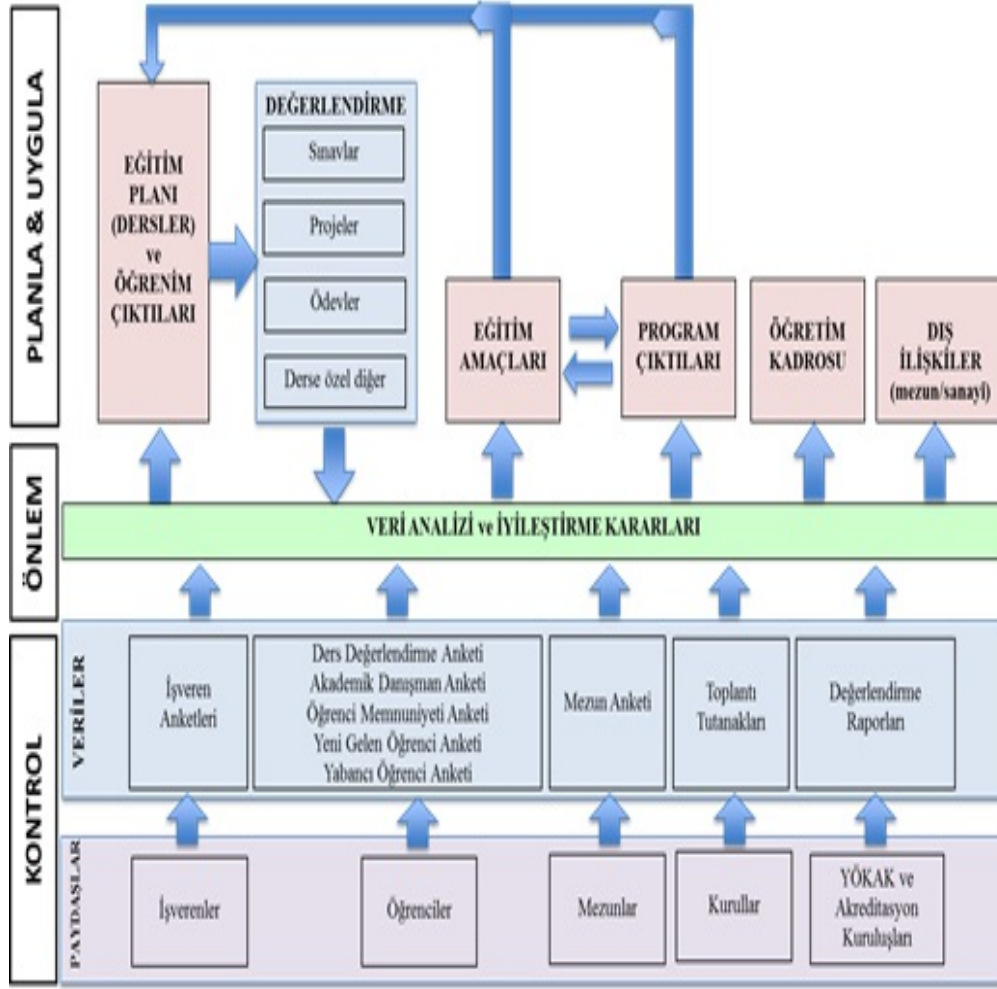 PLANLA & UYGULA
EĞİTİM
PLANI
(DERSLER)
ve
ÖĞRENİM
ÇIKTILARI
DEĞERLENDİRME
Sınavlar
Projeler
Ödevler
Derse özel diğer
EĞİTİM
AMAÇLARI
PROGRAM
ÇIKTILARI
ÖĞRETİM
KADROSU
DIŞ
İLİŞKİLER
(mezun/sanayi)
ÖNLEM
VERİ ANALİZİ ve İYİLEŞTİRME KARARLARI
KONTROL
VERİLER
İşveren
Anketleri
Ders Değerlendirme Anketi
Akademik Danışman Anketi
Öğrenci Memnuniyeti Anketi
Yeni Gelen Öğrenci Anketi
Yabancı Öğrenci Anketi
Mezun Anketi
Toplantı
Tutanakları
Değerlendirme
Raporları
PAYDAŞLAR
İşverenler
Öğrenciler
Mezunlar
Kurullar
YÖKAK ve
Akreditasyon
Kuruluşları